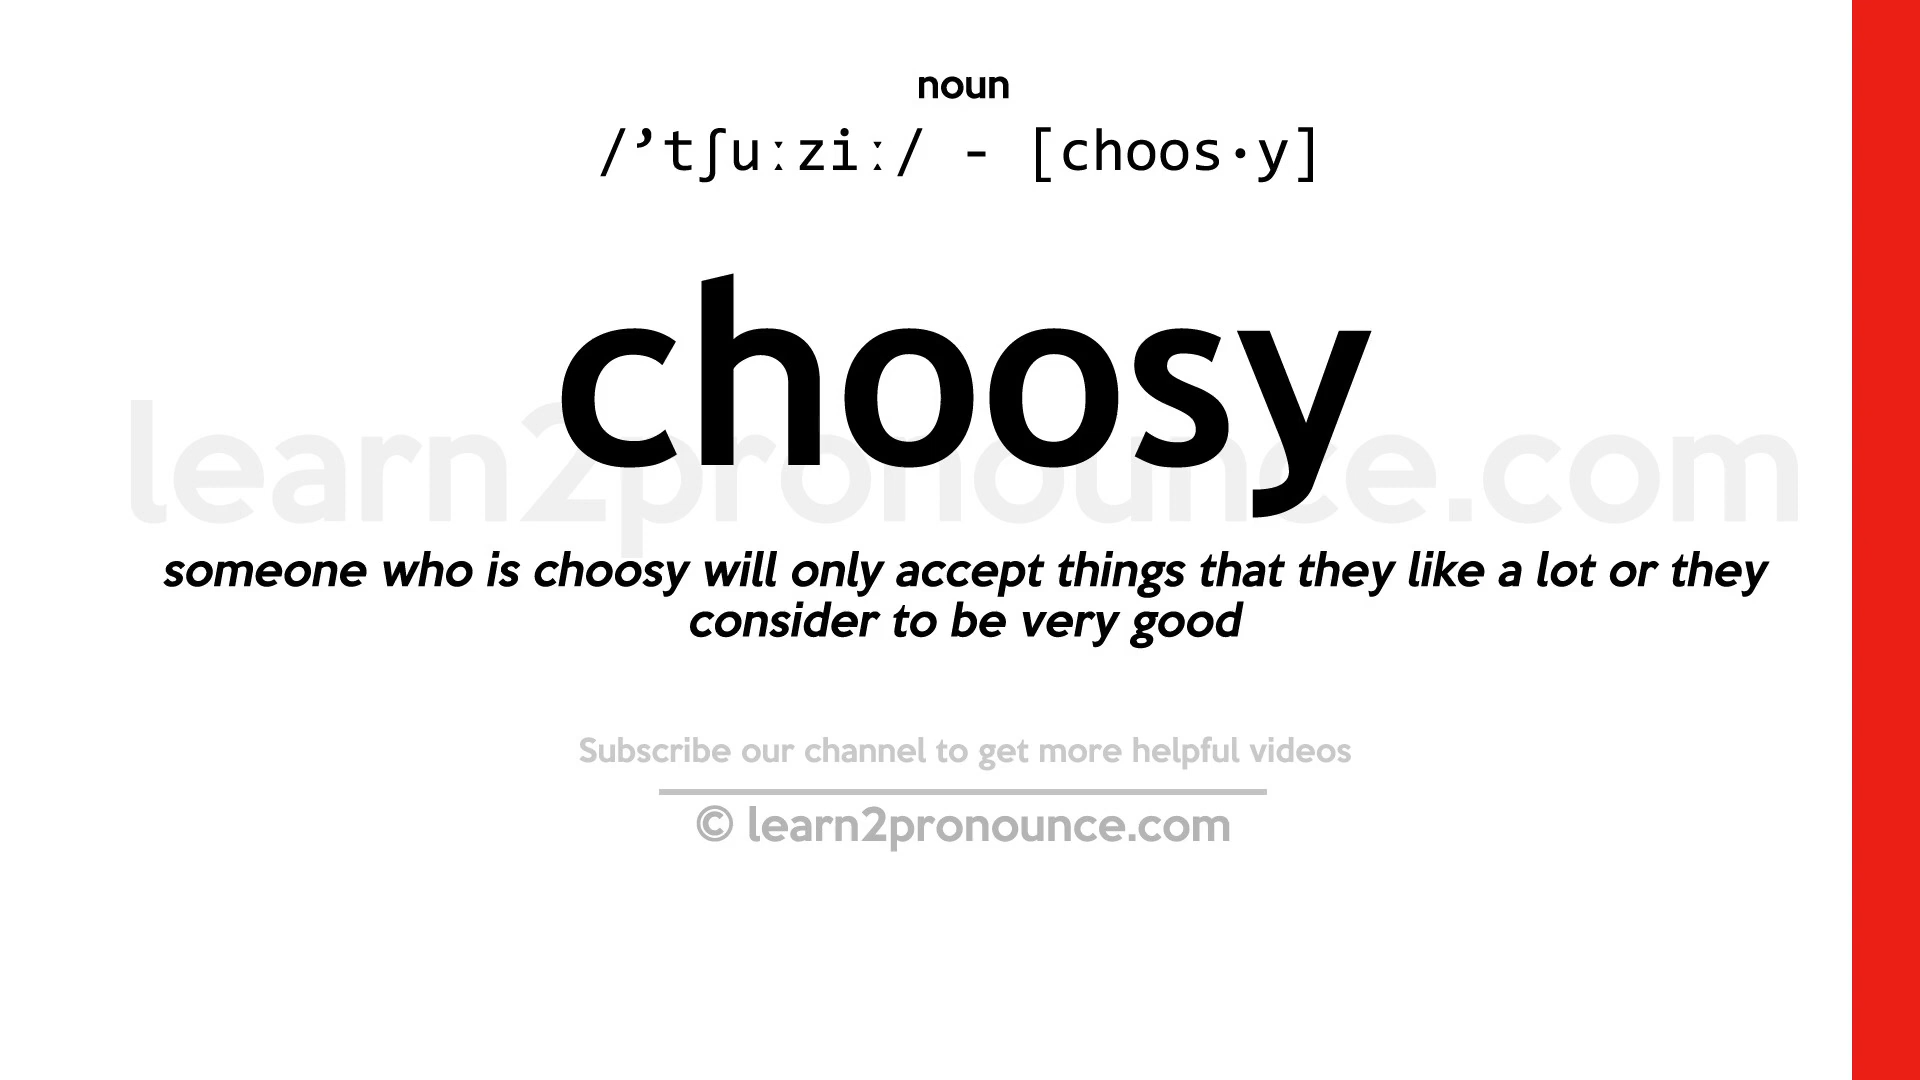 noun
/’tʃuːziː/ - [choos·y]
choosy
learn2pronounce.com
someone who is choosy will only accept things that they like a lot or they
consider to be very good
Subscribe our channel to get more helpful videos
© learn2pronounce.com